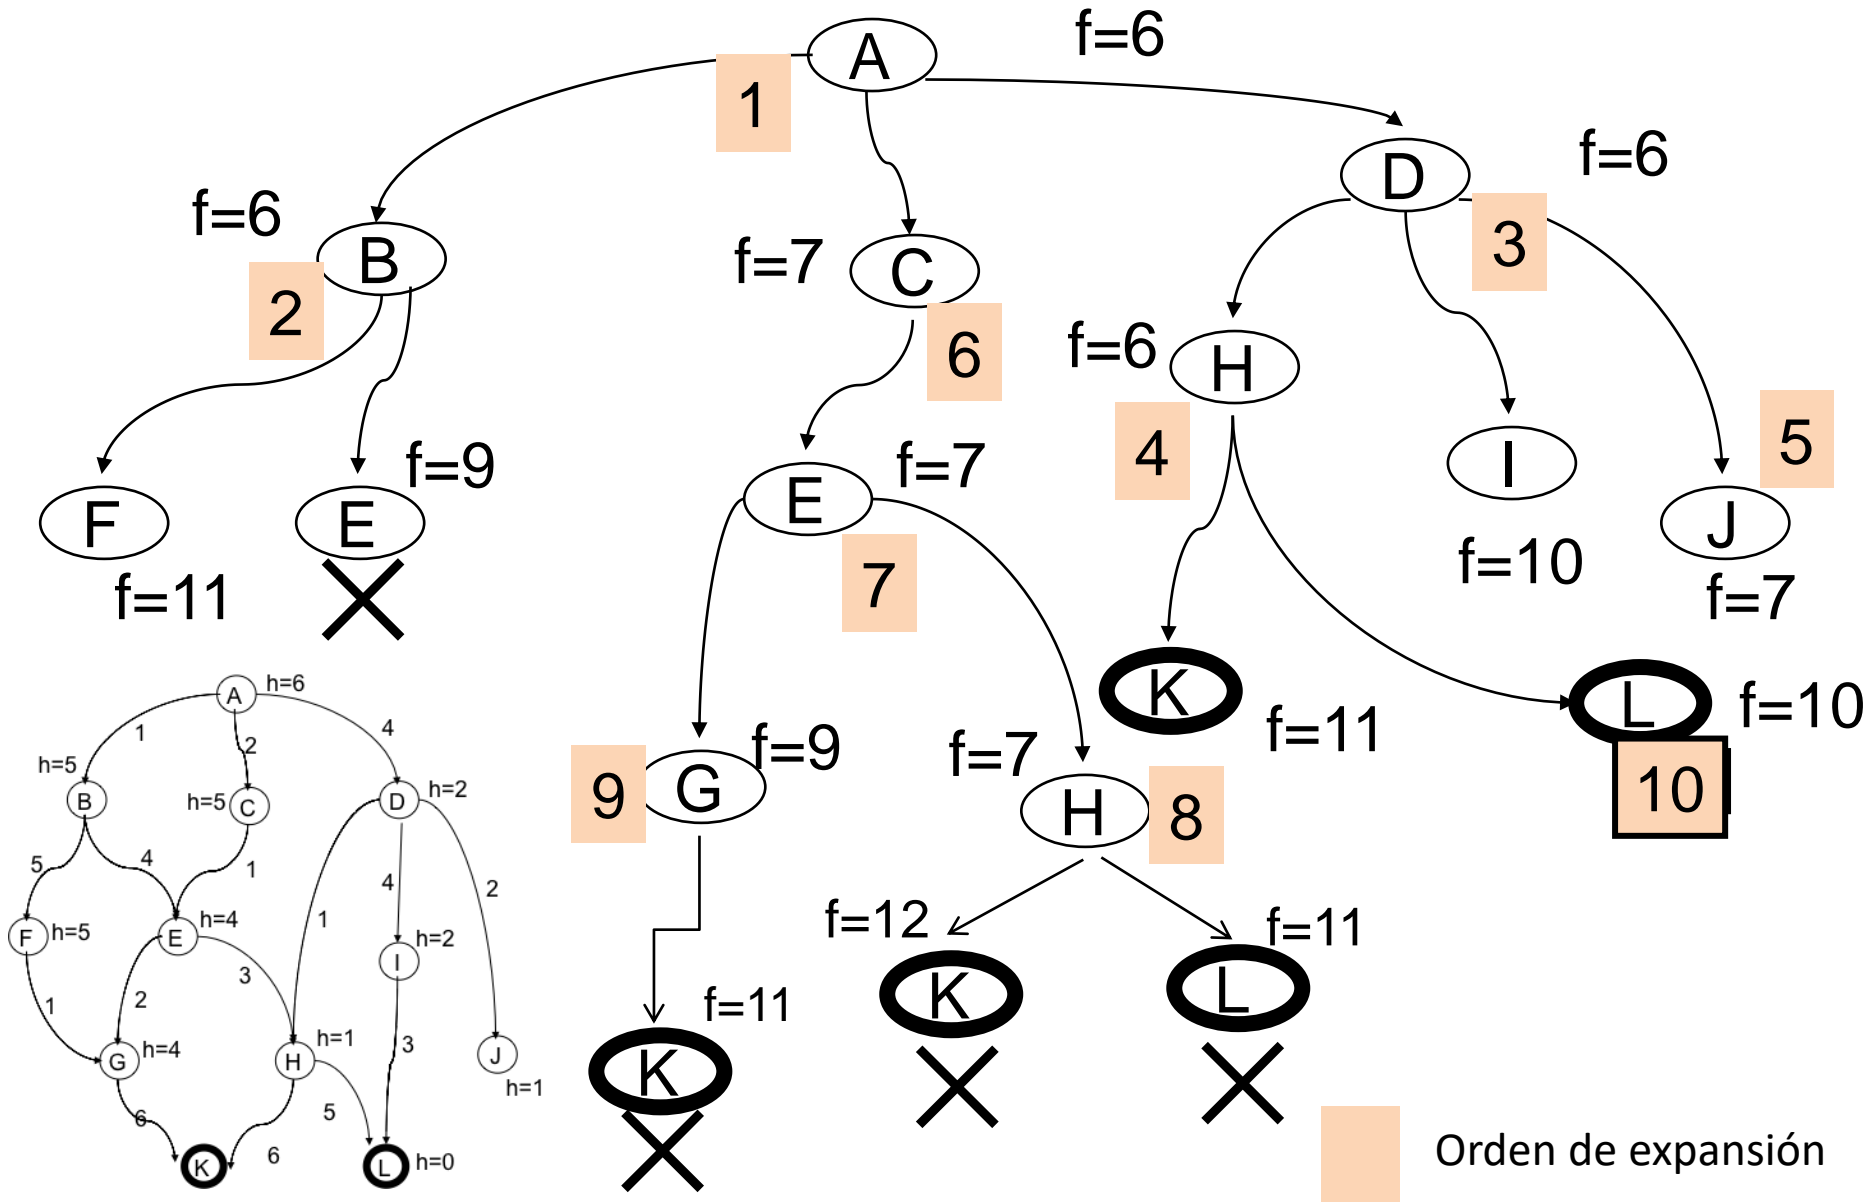 A
f=6
1
D
f=6
3
f=6
B
2
f=7
C
6
f=6
H
4
I
f=10
5
J
f=7
F
f=11
f=9
E
E
f=7
7
K
f=11
L
f=10
10
9
G
f=9
f=7
H
8
f=12
K
f=11
L
f=11
K
A
h=6
1
2
4
h=5
B
h=5
C
D
h=2
5
4
1
1
4
2
F
h=5
E
h=4
3
I
h=2
1
2
3
G
h=4
h=1
H
J
h=1
6
5
6
K
L
h=0
Orden de expansión